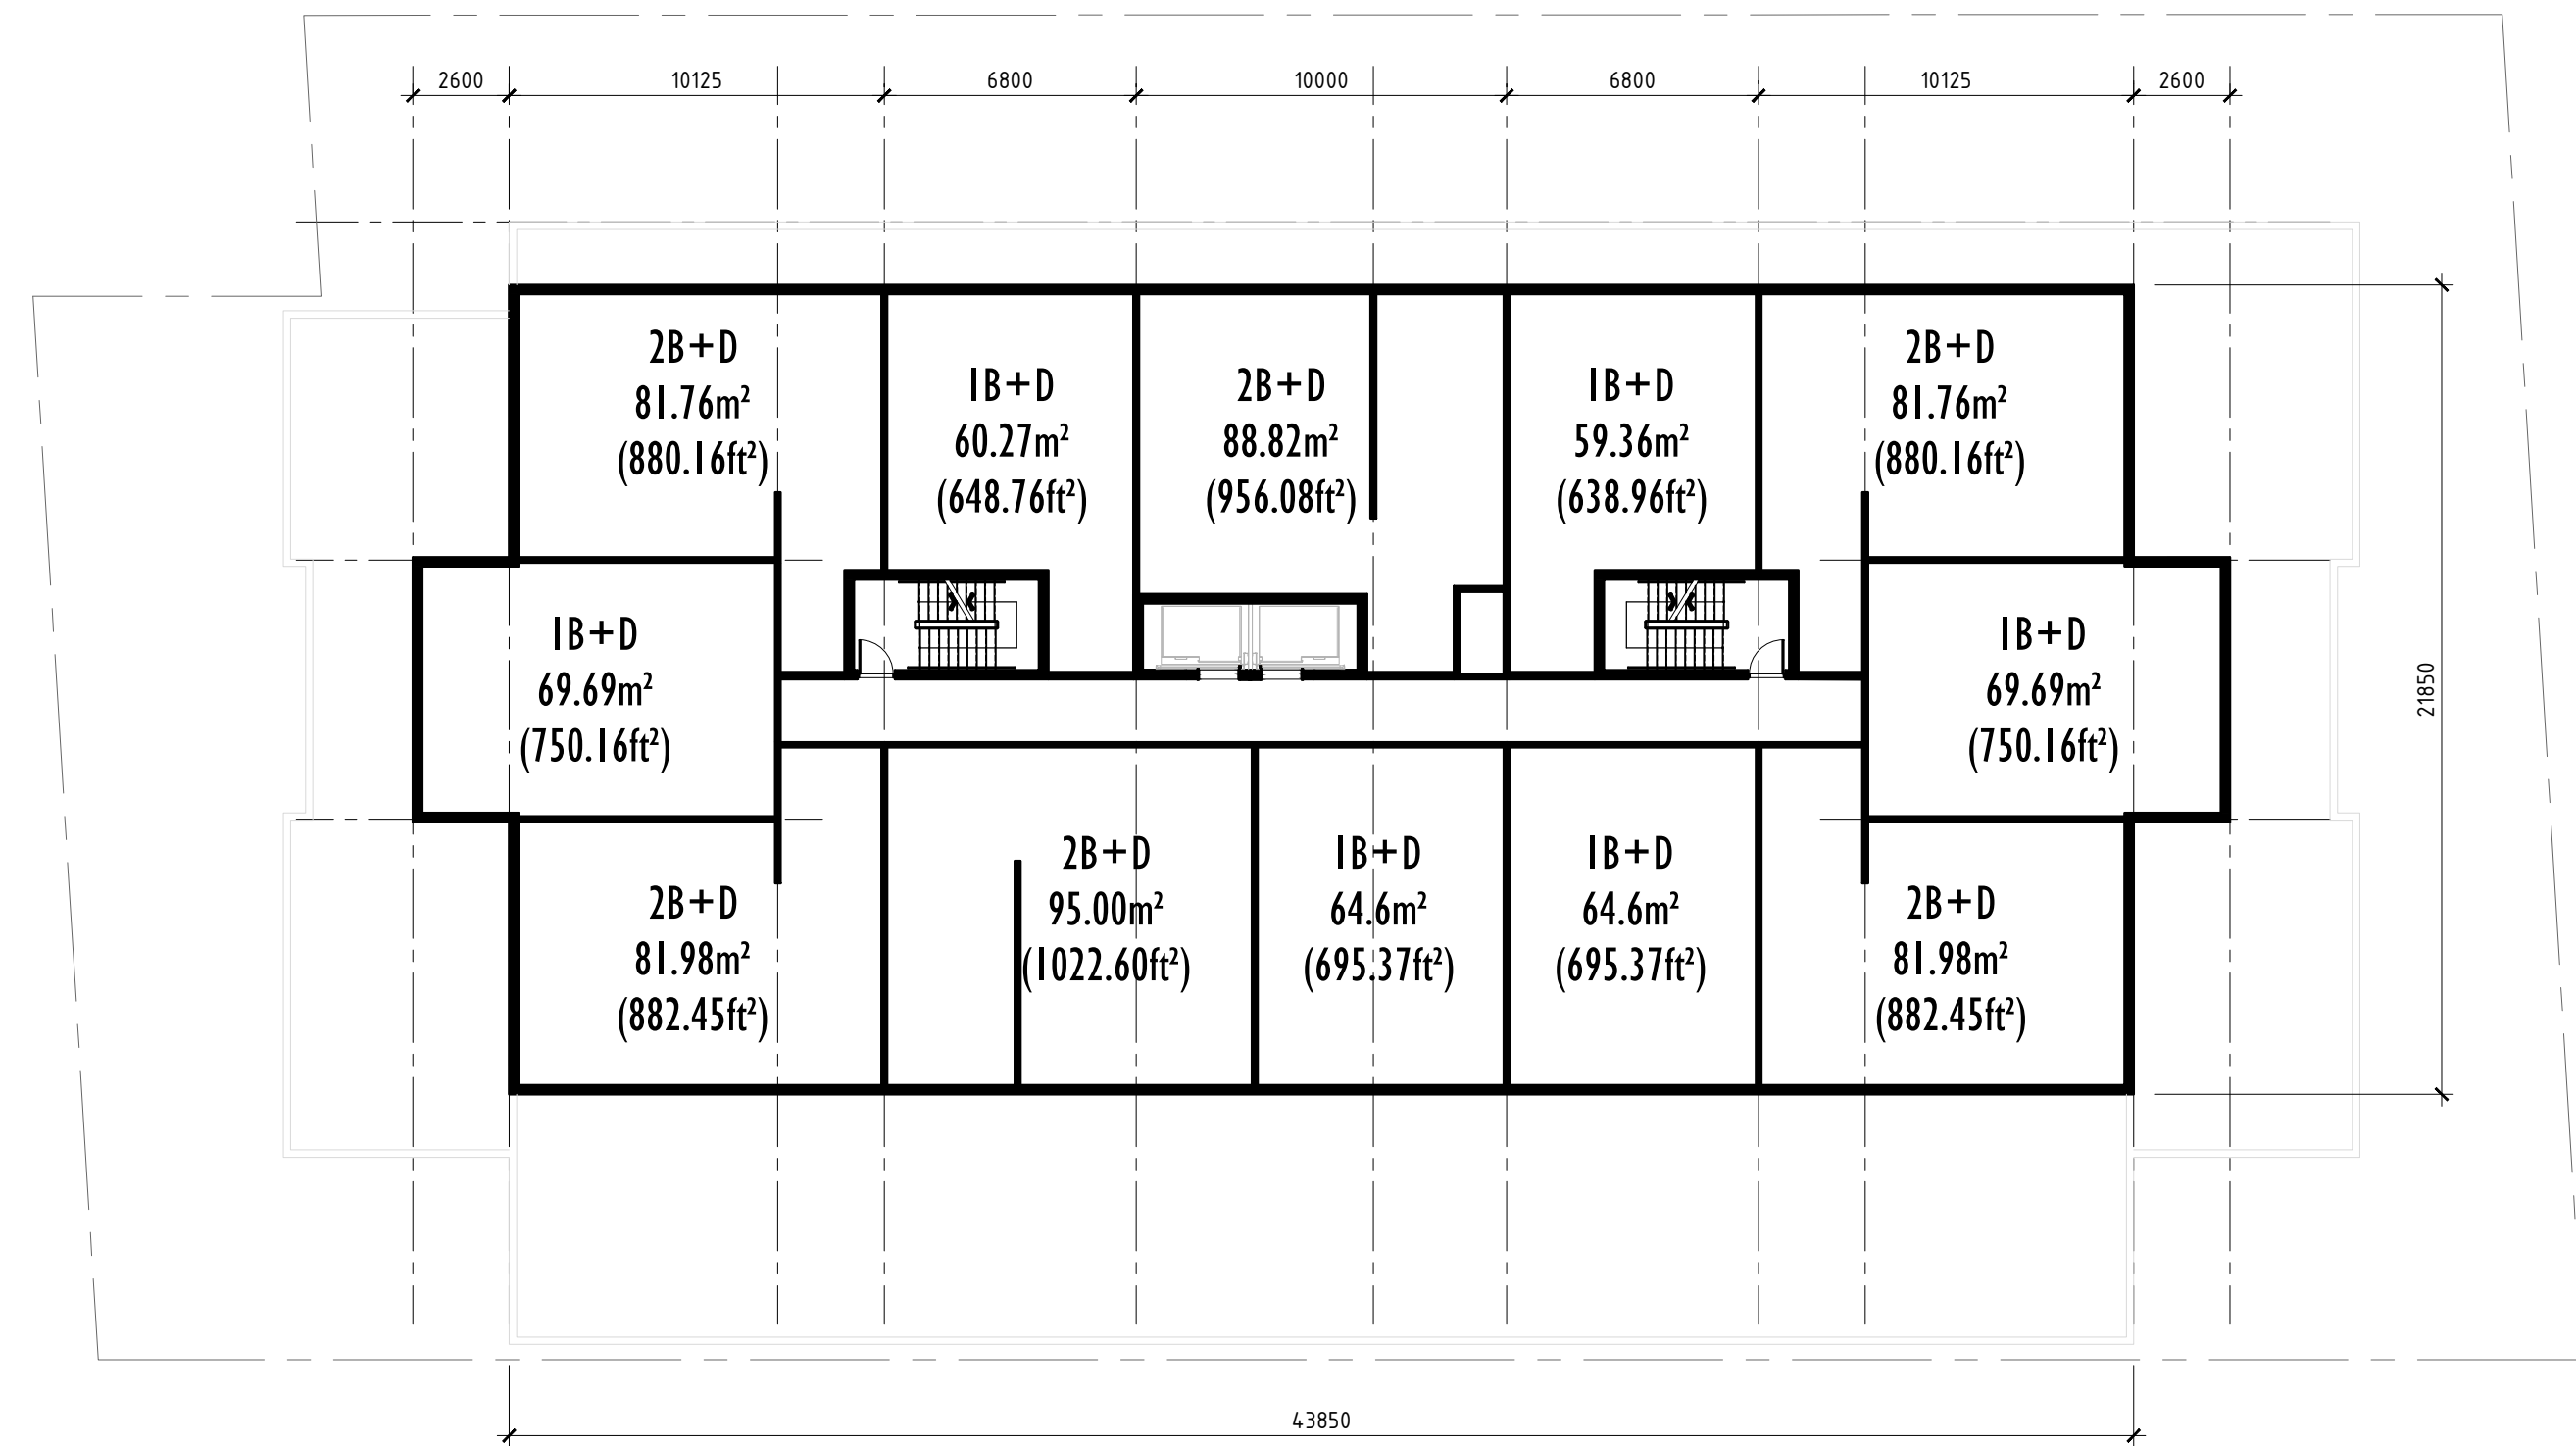 2600
10125
6800
10000
6800
10125
2600
2B+D
81.76m²
(880.16ft²)
1B+D
60.27m²
(648.76ft²)
2B+D
88.82m²
(956.08ft²)
1B+D
59.36m²
(638.96ft²)
2B+D
81.76m²
(880.16ft²)
1B+D
69.69m²
(750.16ft²)
1B+D
69.69m²
(750.16ft²)
21850
2B+D
81.98m²
(882.45ft²)
2B+D
95.00m²
(1022.60ft²)
1B+D
64.6m²
(695.37ft²)
1B+D
64.6m²
(695.37ft²)
2B+D
81.98m²
(882.45ft²)
43850